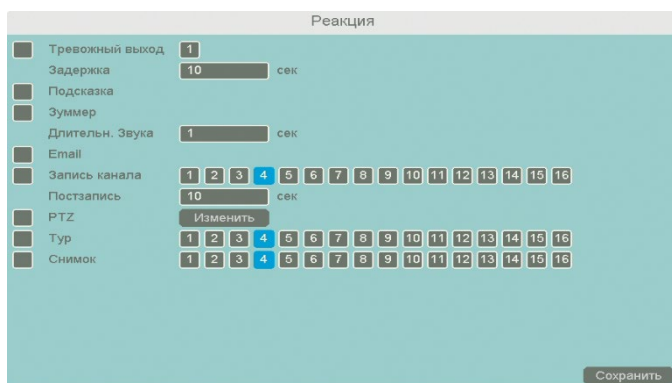 Реакция
Тревожный выход 1
Задержка 10 сек
Подсказка
Зуммер
Длительн. Звука 1 сек
Email
Запись канала 1 2 3 4 5 6 7 8 9 10 11 12 13 14 15 16
Постзапись 10 сек
PTZ Изменить
Тур 1 2 3 4 5 6 7 8 9 10 11 12 13 14 15 16
Снимок 1 2 3 4 5 6 7 8 9 10 11 12 13 14 15 16
Сохранить